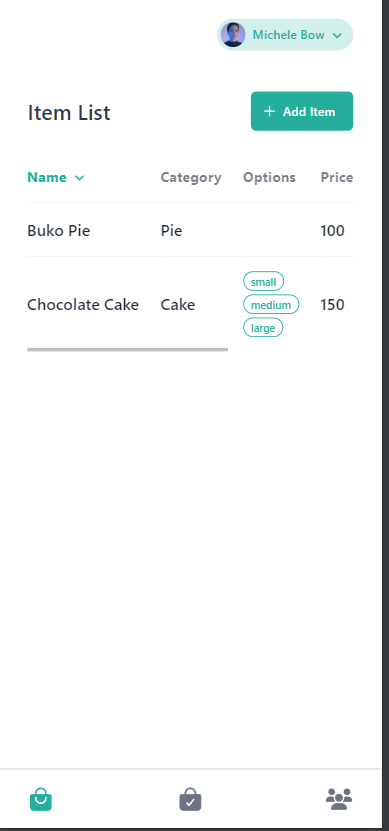 Michele Bow
Item List
Add Item
Name Category Options Price
Buko Pie Pie 100
small
Chocolate Cake Cake medium 150
large